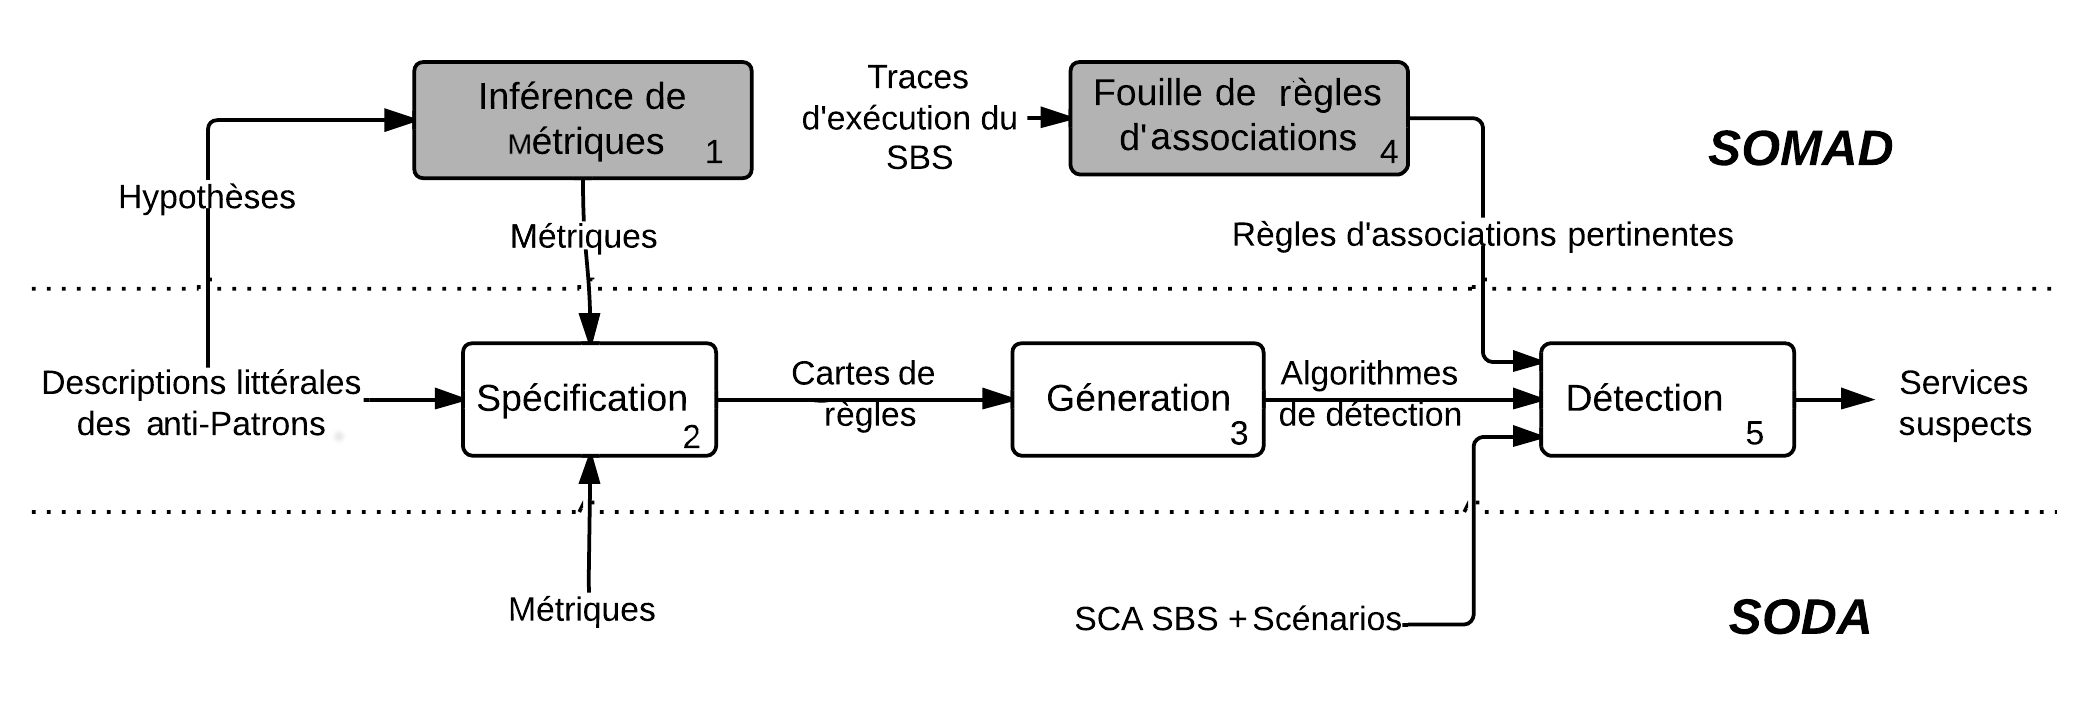 Inférence de
Métriques
1
Traces
d'exécution du
SBS
Fouille de règles
d'associations
4
SOMAD
Hypothèses
Métriques
Règles d'associations pertinentes
Descriptions littérales
des anti-Patrons
Spécification
2
Cartes de
règles
Géneration
3
Algorithmes
de détection
Détection
5
Services
suspects
Métriques
SCA SBS + Scénarios
SODA